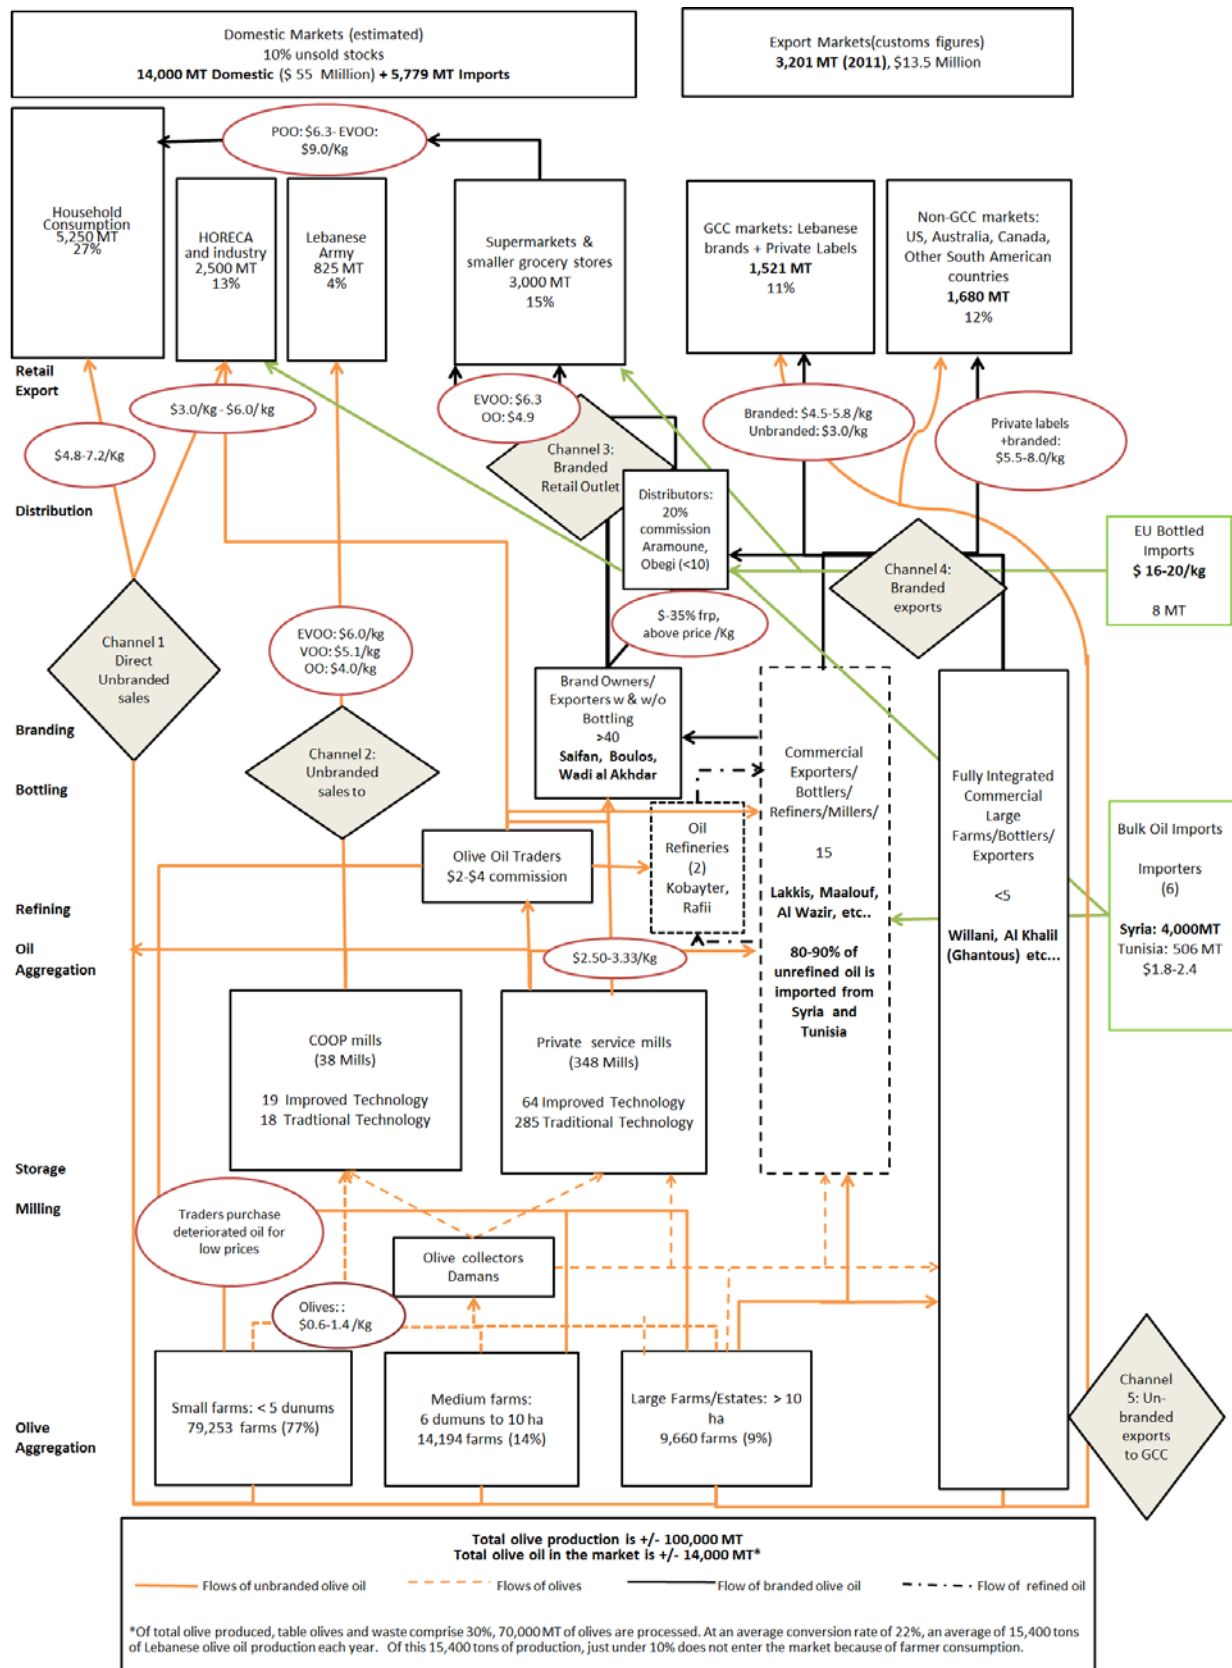 Domestic Markets (estimated)
10% unsold stocks
14,000 MT Domestic ($ 55 MIllion) + 5,779 MT Imports
Export Markets(customs figures)
3,201 MT (2011), $13.5 Million
POO: $6.3- EVOO:
$9.0/Kg
Household
Consumption
5,250 MT
27%
HORECA
and industry
2,500 MT
13%
Lebanese
Army
825 MT
4%
Supermarkets &
smaller grocery stores
3,000 MT
15%
GCC markets: Lebanese
brands + Private Labels
1,521 MT
11%
Non-GCC markets:
US, Australia, Canada,
Other South American
countries
1,680 MT
12%
Retail
Export
$3.0/Kg - $6.0/ kg
EVOO: $6.3
OO: $4.9
Branded: $4.5-5.8 /kg
Unbranded: $3.0/kg
Private labels
+branded:
$5.5-8.0/kg
$4.8-7.2/Kg
Channel 3:
Branded
Retail Outlet
Distribution
Distributors:
20%
commission
Aramoune,
Obegi (<10)
EU Bottled
Imports
$ 16-20/kg
8 MT
Channel 4:
Branded
exports
$-35% frp,
above price /Kg
Channel 1
Direct
Unbranded
sales
EVOO: $6.0/kg
VOO: $5.1/kg
OO: $4.0/kg
Brand Owners/
Exporters w & w/o
Bottling
>40
Saifan, Boulos,
Wadi al Akhdar
Branding
Channel 2:
Unbranded
sales to
Bottling
Commercial
Exporters/
Bottlers/
Refiners/Millers/
15
Lakkis, Maalouf,
Al Wazir, etc..
80-90% of
unrefined oil is
imported from
Syria and
Tunisia
Fully Integrated
Commercial
Large
Farms/Bottlers/
Exporters
<5
Willani, Al Khalil
(Ghantous) etc...
Bulk Oil Imports
Importers
(6)
Syria: 4,000MT
Tunisia: 506 MT
$1.8-2.4
Olive Oil Traders
$2-$4 commission
Oil
Refineries
(2)
Kobayter,
Rafii
Refining
Oil
Aggregation
$2.50-3.33/Kg
COOP mills
(38 Mills)
19 Improved Technology
18 Tradtional Technology
Private service mills
(348 Mills)
64 Improved Technology
285 Traditional Technology
Storage
Milling
Traders purchase
deteriorated oil for
low prices
Olive collectors
Damans
Olives: :
$0.6-1.4 /Kg
Small farms: < 5 dunums
79,253 farms (77%)
Medium farms:
6 dumuns to 10 ha
14,194 farms (14%)
Large Farms/Estates: > 10
ha
9,660 farms (9%)
Channel
5: Un-
branded
exports
to GCC
Olive
Aggregation
Total olive production is +/- 100,000 MT
Total olive oil in the market is +/- 14,000 MT*
Flows of unbranded olive oil
Flows of olives
Flow of branded olive oil
Flow of refined oil
*Of total olive produced, table olives and waste comprise 30%, 70,000 MT of olives are processed. At an average conversion rate of 22%, an average of 15,400 tons
of Lebanese olive oil production each year. Of this 15,400 tons of production, just under 10% does not enter the market because of farmer consumption.